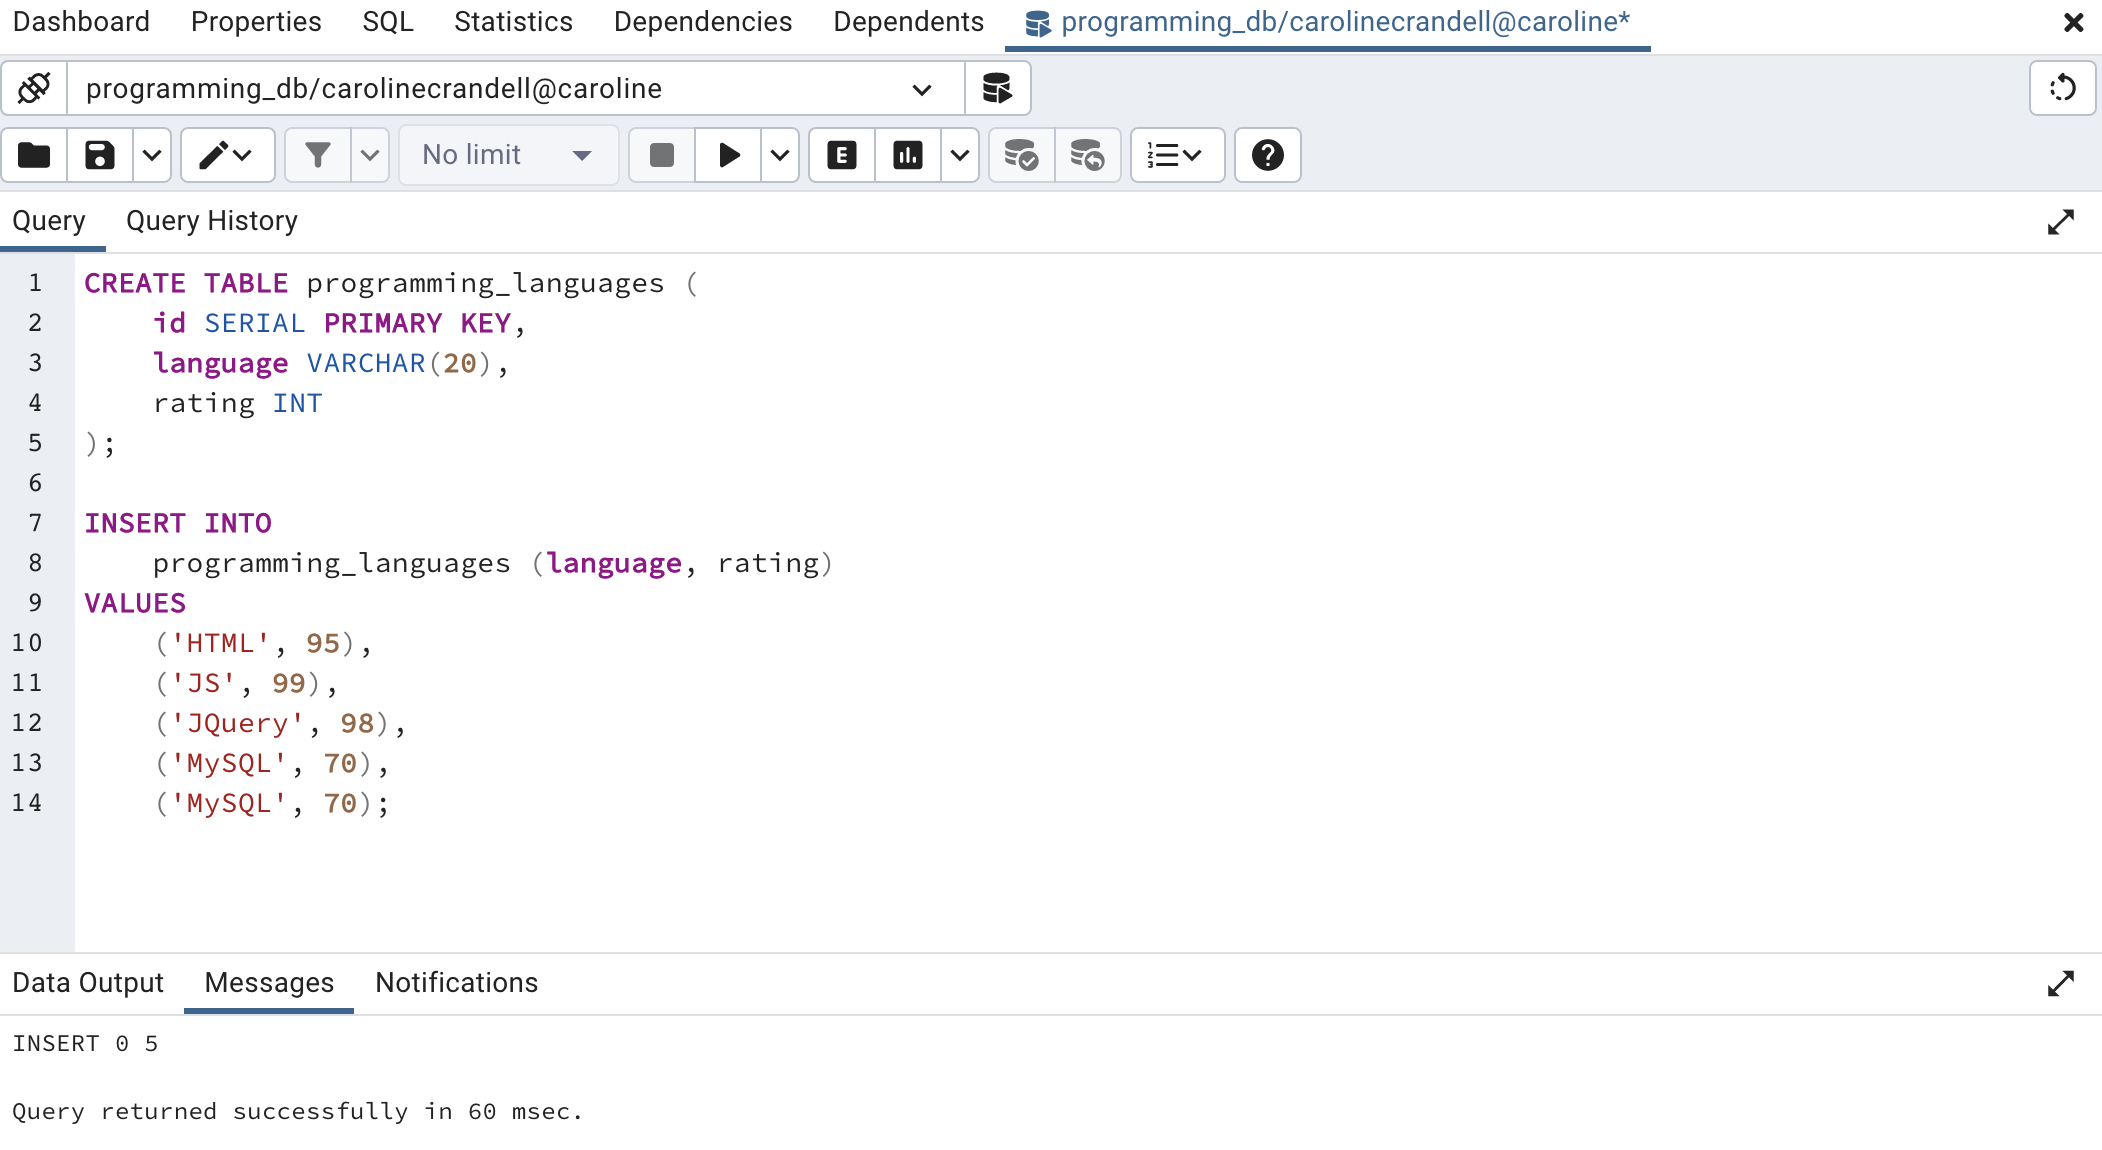 Dashboard Properties SQL Statistics Dependencies Dependents programming_db/carolinecrandell@caroline*
programming_db/carolinecrandell@caroline
No limit E
Query Query History
1 CREATE TABLE programming_languages (
2 id SERIAL PRIMARY KEY,
3 language VARCHAR(20),
4 rating INT
5 );
6
7 INSERT INTO
8 programming_languages (language, rating)
9 VALUES
10 ('HTML', 95),
11 ('JS', 99),
12 ('JQuery', 98),
13 ('MySQL', 70),
14 ('MySQL', 70);
Data Output Messages Notifications
INSERT 0 5
Query returned successfully in 60 msec.